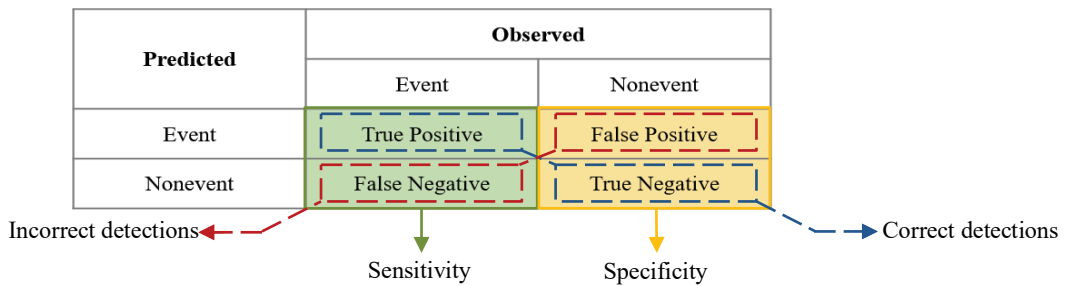 Observed
Predicted
Event Nonevent
Event True Positive False Positive
Nonevent False Negative True Negative
Incorrect detections Correct detections
Sensitivity Specificity